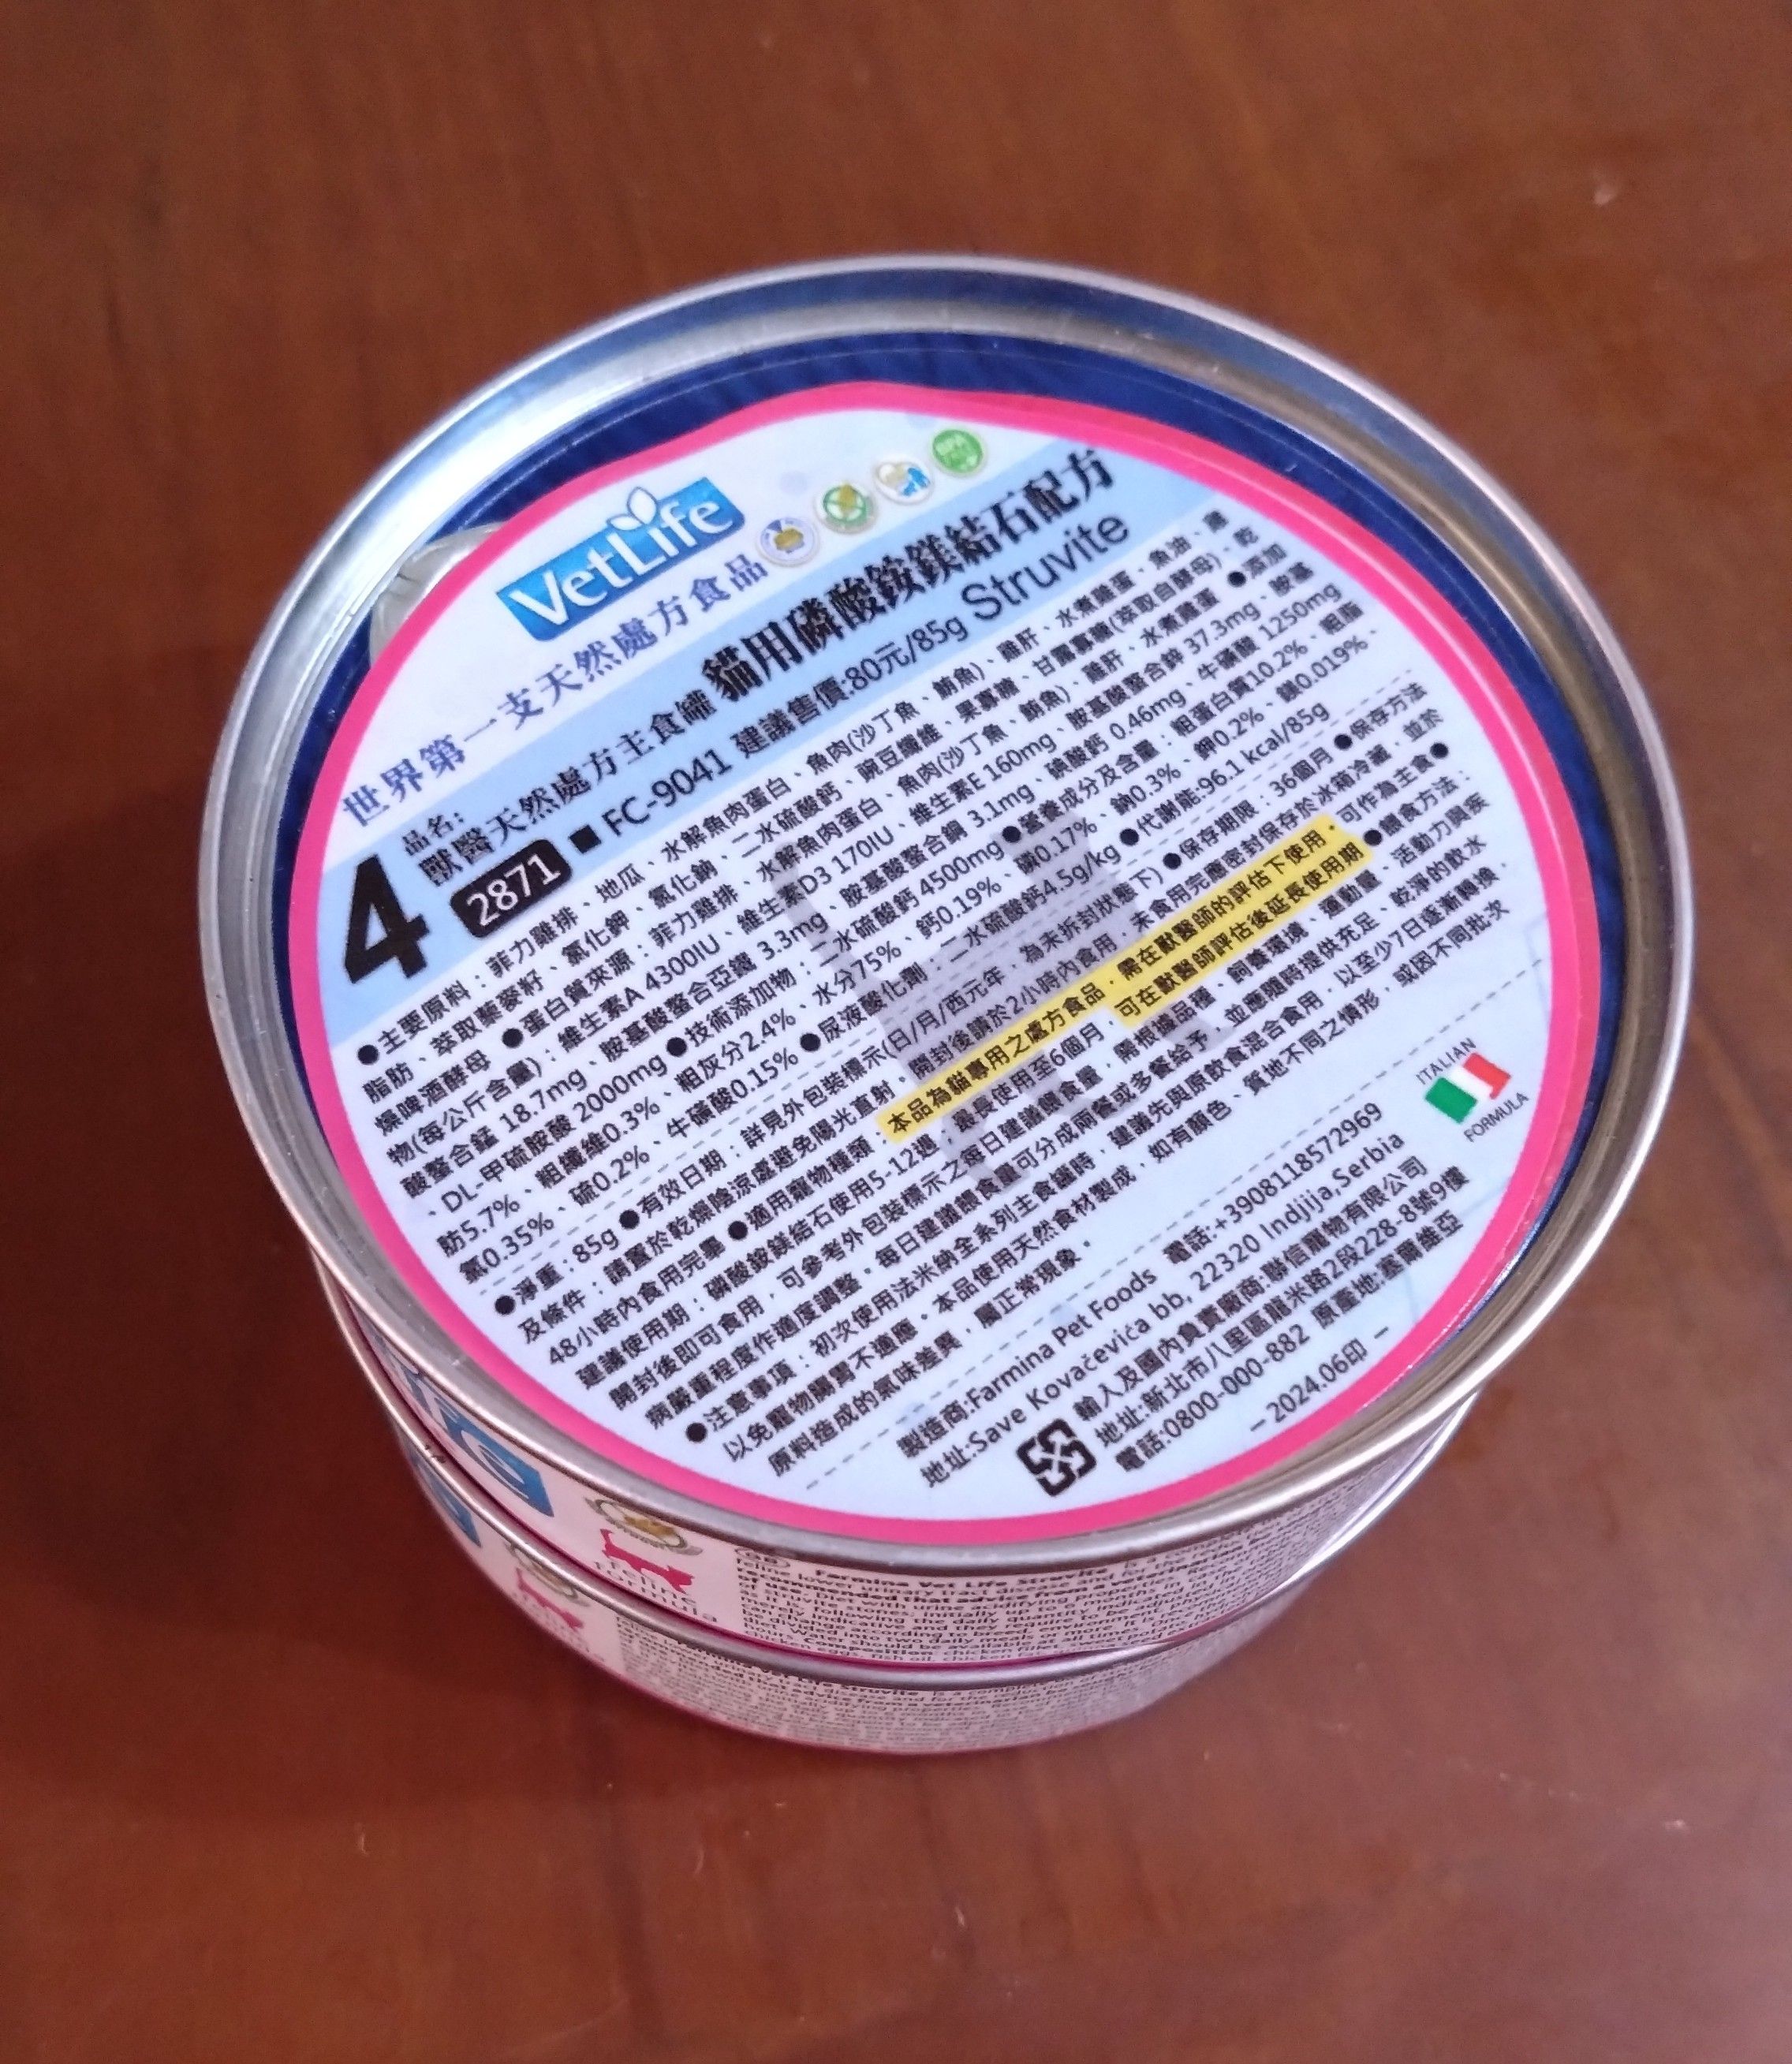 VetLife
世界第一支天然處方食品
4
品名:
獸醫天然處方主食罐 貓用磷酸銨鎂結石配方
2871 ■ FC-9041 建議售價:80元/85g Struvite
●主要原料：菲力雞排、地瓜、水解魚肉蛋白、魚肉(沙丁魚、鯖魚)、雞肝、水煮雞蛋、魚油、雞
脂肪、萃取藜麥籽、氯化鉀、氯化鈉、二水硫酸鈣、豌豆纖維、果寡糖、甘露寡糖(萃取自酵母)、乾
燥啤酒酵母 ●蛋白質來源：菲力雞排、水解魚肉蛋白、魚肉(沙丁魚、鯖魚)、雞肝、水煮雞蛋 ●添加
物(每公斤含量)：維生素A 4300IU、維生素D3 170IU、維生素E 160mg、胺基酸螯合鋅 37.3mg、胺基
酸螯合錳 18.7mg、胺基酸螯合亞鐵 3.3mg、胺基酸螯合銅 3.1mg、碘酸鈣 0.46mg、牛磺酸 1250mg
、DL-甲硫胺酸 2000mg ●技術添加物：二水硫酸鈣 4500mg ●營養成分及含量：粗蛋白質10.2%、粗脂
肪5.7%、粗纖維0.3%、粗灰分2.4%、水分75%、鈣0.19%、磷0.17%、鈉0.3%、鉀0.2%、鎂0.019%、
氯0.35%、硫0.2%、牛磺酸0.15% ●尿液酸化劑：二水硫酸鈣4.5g/kg ●代謝能:96.1 kcal/85g
●淨重：85g ●有效日期：詳見外包裝標示(日/月/西元年，為未拆封狀態下) ●保存期限：36個月 ●保存方法
及條件：請置於乾燥陰涼處避免陽光直射。開封後請於2小時內食用，未食用完應密封保存於冰箱冷藏，並於
48小時內食用完畢 ●適用寵物種類：本品為貓專用之處方食品，需在獸醫師的評估下使用，可作為主食●
建議使用期：磷酸銨鎂結石使用5-12週，最長使用至6個月，可在獸醫師評估後延長使用期 ●餵食方法：
開封後即可食用，可參考外包裝標示之每日建議餵食量，需根據品種、飼養環境、運動量、活動力與疾
病嚴重程度作適度調整。每日建議餵食量可分成兩餐或多餐給予，並應隨時提供充足、乾淨的飲水
●注意事項：初次使用法米納全系列主食罐時，建議先與原飲食混合食用，以至少7日逐漸轉換，
以免寵物腸胃不適應。本品使用天然食材製成，如有顏色、質地不同之情形，或因不同批次
原料造成的氣味差異，屬正常現象。
ITALIAN
FORMULA
製造商:Farmina Pet Foods 電話:+3908118572969
地址:Save Kovačevića bb, 22320 Indjija,Serbia
輸入及國內負責廠商:聯信寵物有限公司
地址:新北市八里區龍米路2段228-8號9樓
電話:0800-000-882 原產地:塞爾維亞
－2024.06印－
GB
Farmina Vet Life Struvite